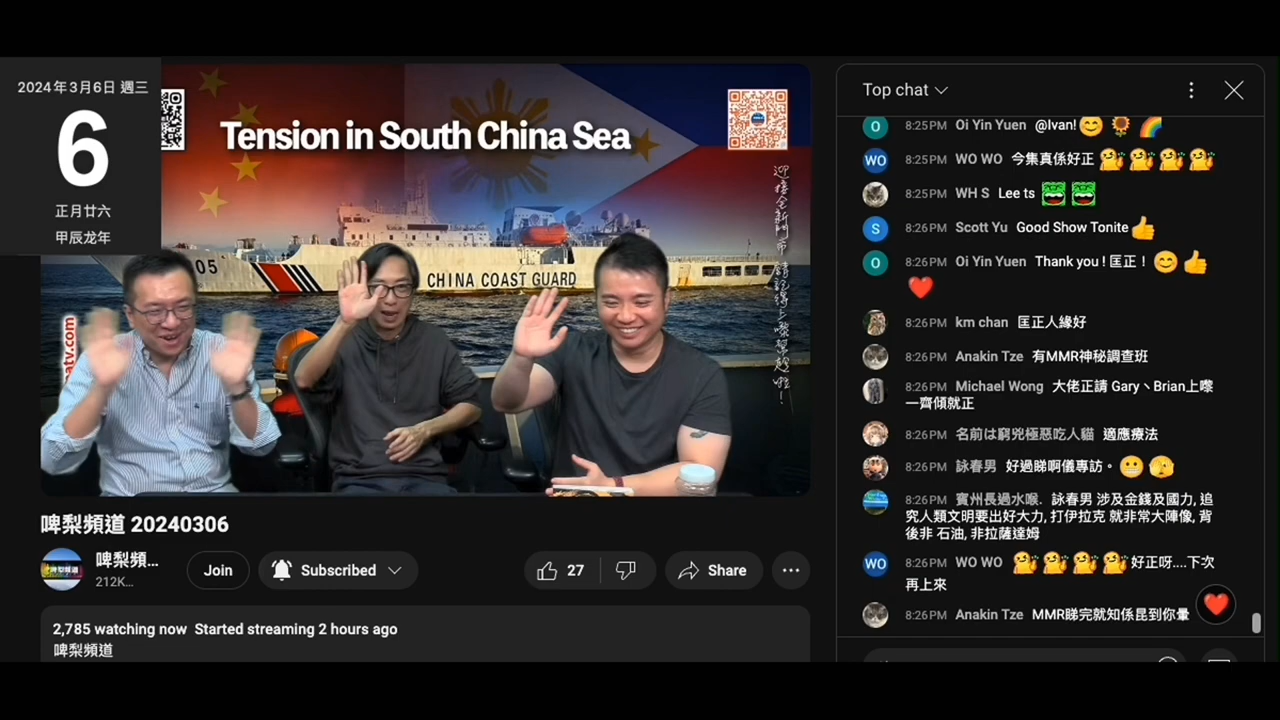 2024年3月6日 週三
6
正月廿六
甲辰龙年
Tension in South China Sea
05
CHINA COAST GUARD
atv.com
啤梨頻道 20240306
啤梨頻...
212K...
Join
Subscribed
27
Share
2,785 watching now Started streaming 2 hours ago
啤梨頻道
Top chat
8:25PM Oi Yin Yuen @Ivan!😊 🌻 🌈
8:25PM WO WO 今集真係好正
8:25PM WH S Lee ts
8:26PM Scott Yu Good Show Tonite👍
8:26PM Oi Yin Yuen Thank you ! 匡正！ 😊 👍
❤️
8:26PM km chan 匡正人緣好
8:26PM Anakin Tze 有MMR神秘調查班
8:26PM Michael Wong 大佬正請 Gary丶Brian上嚟
一齊傾就正
8:26PM 名前は窮兇極惡吃人貓 適應療法
8:26PM 詠春男 好過睇啊儀專訪。😬 🫣
8:26PM 賓州長過水喉. 詠春男 涉及金錢及國力, 追
究人類文明要出好大力, 打伊拉克 就非常大陣像, 背
後非 石油, 非拉薩達姆
8:26PM WO WO 好正呀....下次
再上來
8:26PM Anakin Tze MMR睇完就知係昆到你暈